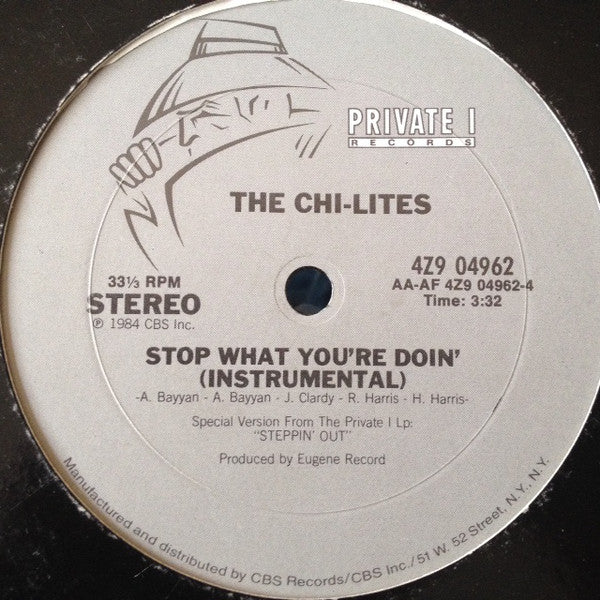 PRIVATE I
RECORDS
THE CHI-LITES
33⅓ RPM
STEREO
℗ 1984 CBS Inc.
4Z9 04962
AA-AF 4Z9 04962-4
Time: 3:32
STOP WHAT YOU'RE DOIN'
(INSTRUMENTAL)
-A. Bayyan - A. Bayyan - J. Clardy - R. Harris - H. Harris-
Special Version From The Private I Lp:
"STEPPIN' OUT"
Produced by Eugene Record
Manufactured and distributed by CBS Records/CBS Inc./51 W. 52 Street, N.Y., N.Y.